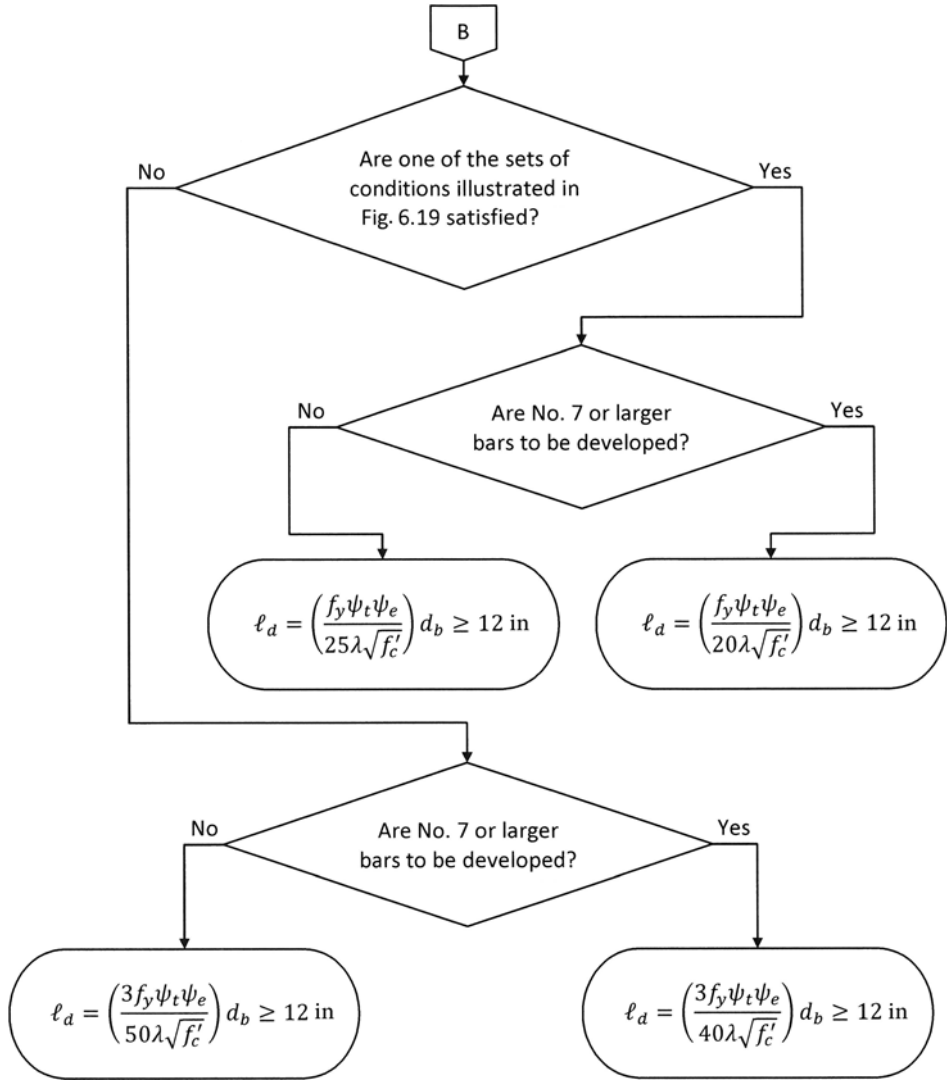 B
Are one of the sets of
conditions illustrated in
Fig. 6.19 satisfied?
No
Yes
Are No. 7 or larger
bars to be developed?
No
Yes
ℓ_d = (f_y ψ_t ψ_e / 25λ√f′_c) d_b ≥ 12 in
ℓ_d = (f_y ψ_t ψ_e / 20λ√f′_c) d_b ≥ 12 in
Are No. 7 or larger
bars to be developed?
No
Yes
ℓ_d = (3f_y ψ_t ψ_e / 50λ√f′_c) d_b ≥ 12 in
ℓ_d = (3f_y ψ_t ψ_e / 40λ√f′_c) d_b ≥ 12 in